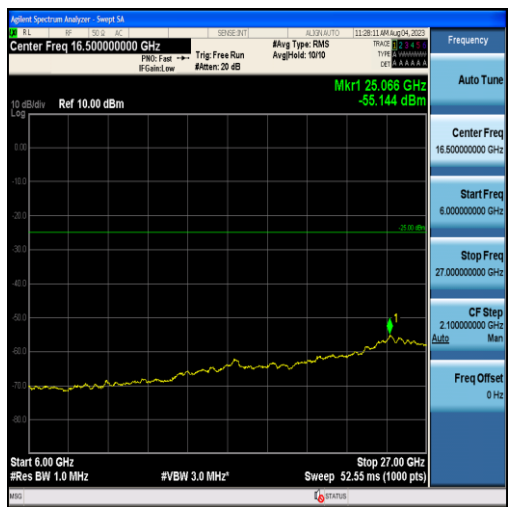 Agilent Spectrum Analyzer - Swept SA
RL RF 50 Ω AC SENSE:INT ALIGN AUTO 11:28:11 AM Aug 04, 2023
Center Freq 16.500000000 GHz
PNO: Fast
IFGain:Low
Trig: Free Run
#Atten: 20 dB
#Avg Type: RMS
Avg|Hold: 10/10
TRACE 1 2 3 4 5 6
TYPE A
DET A A A A A A
Mkr1 25.066 GHz
-55.144 dBm
10 dB/div Ref 10.00 dBm
Log
0.00
-10.0
-20.0
-25.00 dBm
-30.0
-40.0
-50.0
1
-60.0
-70.0
-80.0
Start 6.00 GHz Stop 27.00 GHz
#Res BW 1.0 MHz #VBW 3.0 MHz* Sweep 52.55 ms (1000 pts)
MSG STATUS
Frequency
Auto Tune
Center Freq
16.500000000 GHz
Start Freq
6.000000000 GHz
Stop Freq
27.000000000 GHz
CF Step
2.100000000 GHz
Auto Man
Freq Offset
0 Hz